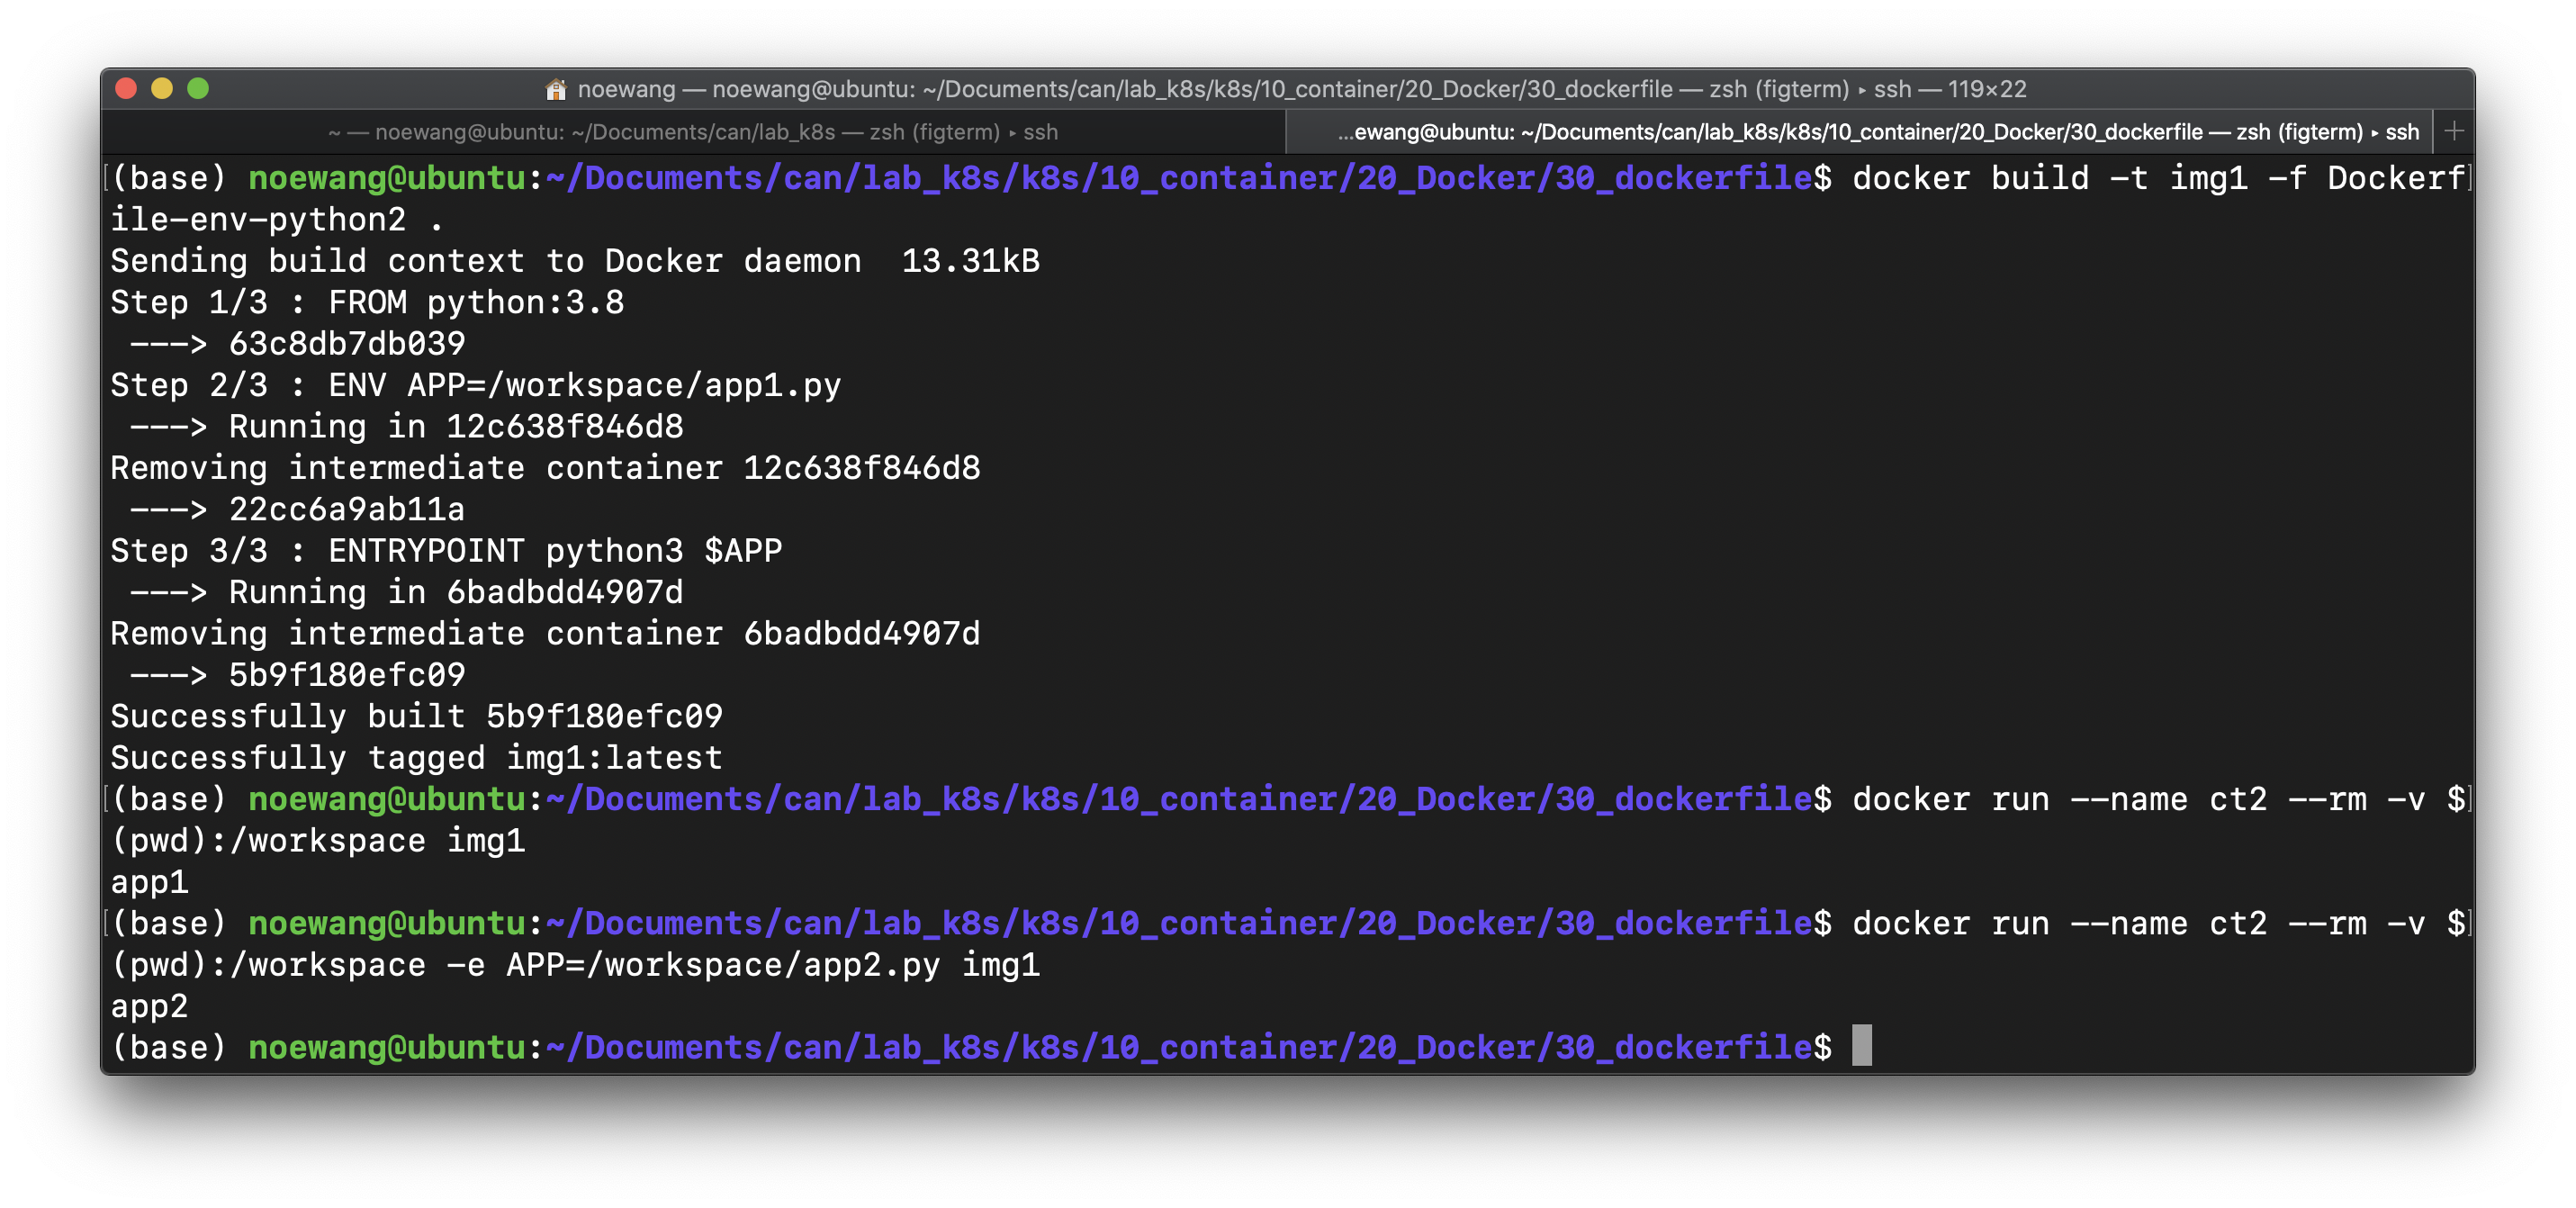 noewang — noewang@ubuntu: ~/Documents/can/lab_k8s/k8s/10_container/20_Docker/30_dockerfile — zsh (figterm) ▸ ssh — 119×22
~ — noewang@ubuntu: ~/Documents/can/lab_k8s — zsh (figterm) ▸ ssh
...ewang@ubuntu: ~/Documents/can/lab_k8s/k8s/10_container/20_Docker/30_dockerfile — zsh (figterm) ▸ ssh
[(base) noewang@ubuntu:~/Documents/can/lab_k8s/k8s/10_container/20_Docker/30_dockerfile$ docker build -t img1 -f Dockerf]
ile-env-python2 .
Sending build context to Docker daemon  13.31kB
Step 1/3 : FROM python:3.8
 ---> 63c8db7db039
Step 2/3 : ENV APP=/workspace/app1.py
 ---> Running in 12c638f846d8
Removing intermediate container 12c638f846d8
 ---> 22cc6a9ab11a
Step 3/3 : ENTRYPOINT python3 $APP
 ---> Running in 6badbdd4907d
Removing intermediate container 6badbdd4907d
 ---> 5b9f180efc09
Successfully built 5b9f180efc09
Successfully tagged img1:latest
[(base) noewang@ubuntu:~/Documents/can/lab_k8s/k8s/10_container/20_Docker/30_dockerfile$ docker run --name ct2 --rm -v $]
(pwd):/workspace img1
app1
[(base) noewang@ubuntu:~/Documents/can/lab_k8s/k8s/10_container/20_Docker/30_dockerfile$ docker run --name ct2 --rm -v $]
(pwd):/workspace -e APP=/workspace/app2.py img1
app2
(base) noewang@ubuntu:~/Documents/can/lab_k8s/k8s/10_container/20_Docker/30_dockerfile$